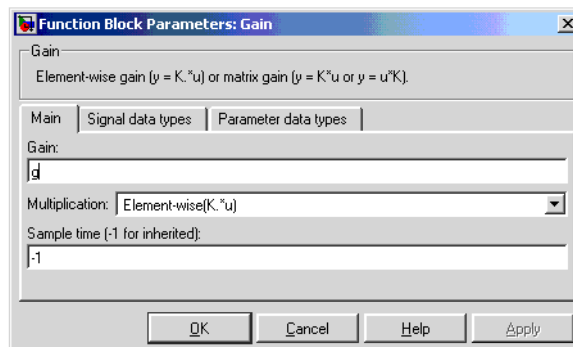 Function Block Parameters: Gain
Gain
Element-wise gain (y = K.*u) or matrix gain (y = K*u or y = u*K).
Main Signal data types Parameter data types
Gain:
g
Multiplication: Element-wise(K.*u)
Sample time (-1 for inherited):
-1
OK Cancel Help Apply